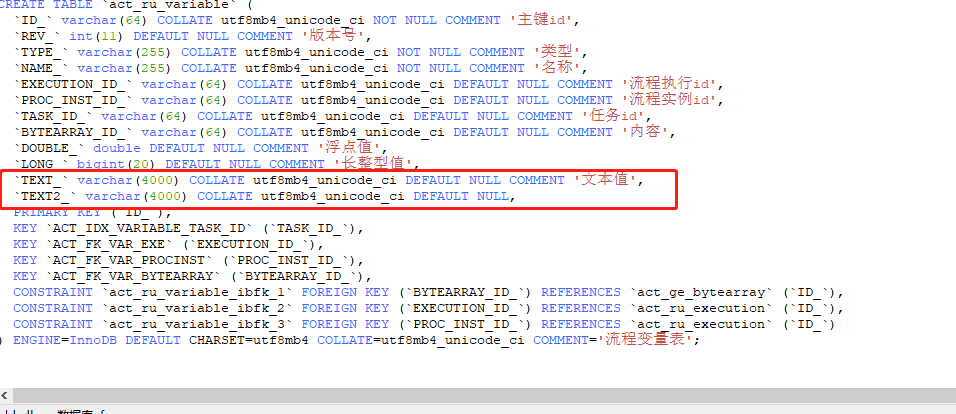 CREATE TABLE `act_ru_variable` (
`ID_` varchar(64) COLLATE utf8mb4_unicode_ci NOT NULL COMMENT '主键id',
`REV_` int(11) DEFAULT NULL COMMENT '版本号',
`TYPE_` varchar(255) COLLATE utf8mb4_unicode_ci NOT NULL COMMENT '类型',
`NAME_` varchar(255) COLLATE utf8mb4_unicode_ci NOT NULL COMMENT '名称',
`EXECUTION_ID_` varchar(64) COLLATE utf8mb4_unicode_ci DEFAULT NULL COMMENT '流程执行id',
`PROC_INST_ID_` varchar(64) COLLATE utf8mb4_unicode_ci DEFAULT NULL COMMENT '流程实例id',
`TASK_ID_` varchar(64) COLLATE utf8mb4_unicode_ci DEFAULT NULL COMMENT '任务id',
`BYTEARRAY_ID_` varchar(64) COLLATE utf8mb4_unicode_ci DEFAULT NULL COMMENT '内容',
`DOUBLE_` double DEFAULT NULL COMMENT '浮点值',
`LONG_` bigint(20) DEFAULT NULL COMMENT '长整型值',
`TEXT_` varchar(4000) COLLATE utf8mb4_unicode_ci DEFAULT NULL COMMENT '文本值',
`TEXT2_` varchar(4000) COLLATE utf8mb4_unicode_ci DEFAULT NULL,
PRIMARY KEY (`ID_`),
KEY `ACT_IDX_VARIABLE_TASK_ID` (`TASK_ID_`),
KEY `ACT_FK_VAR_EXE` (`EXECUTION_ID_`),
KEY `ACT_FK_VAR_PROCINST` (`PROC_INST_ID_`),
KEY `ACT_FK_VAR_BYTEARRAY` (`BYTEARRAY_ID_`),
CONSTRAINT `act_ru_variable_ibfk_1` FOREIGN KEY (`BYTEARRAY_ID_`) REFERENCES `act_ge_bytearray` (`ID_`),
CONSTRAINT `act_ru_variable_ibfk_2` FOREIGN KEY (`EXECUTION_ID_`) REFERENCES `act_ru_execution` (`ID_`),
CONSTRAINT `act_ru_variable_ibfk_3` FOREIGN KEY (`PROC_INST_ID_`) REFERENCES `act_ru_execution` (`ID_`)
) ENGINE=InnoDB DEFAULT CHARSET=utf8mb4 COLLATE=utf8mb4_unicode_ci COMMENT='流程变量表';